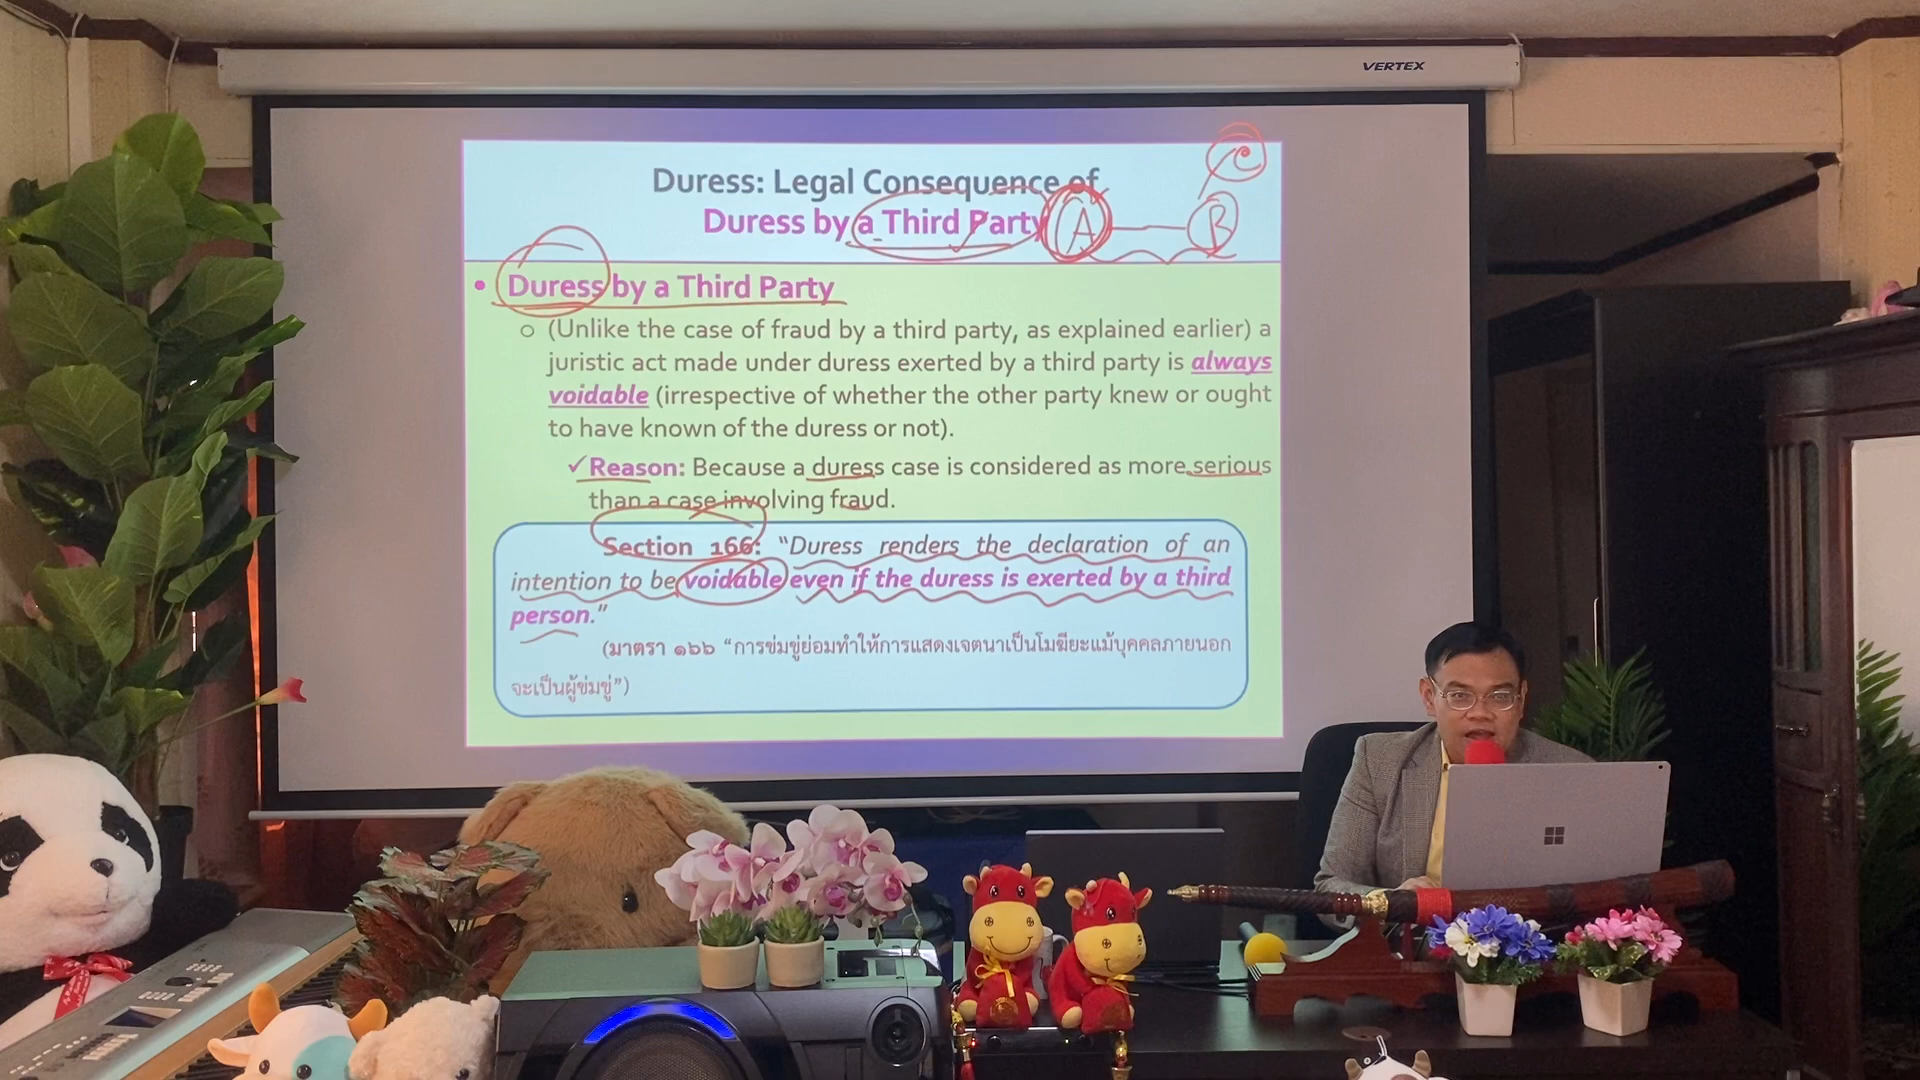 VERTEX
Duress: Legal Consequence of
Duress by a Third Party
A
B
C
• Duress by a Third Party
o (Unlike the case of fraud by a third party, as explained earlier) a
juristic act made under duress exerted by a third party is always
voidable (irrespective of whether the other party knew or ought
to have known of the duress or not).
✓Reason: Because a duress case is considered as more serious
than a case involving fraud.
Section 166: “Duress renders the declaration of an
intention to be voidable even if the duress is exerted by a third
person.”
(มาตรา ๑๖๖ “การข่มขู่ย่อมทำให้การแสดงเจตนาเป็นโมฆียะแม้บุคคลภายนอก
จะเป็นผู้ข่มขู่”)